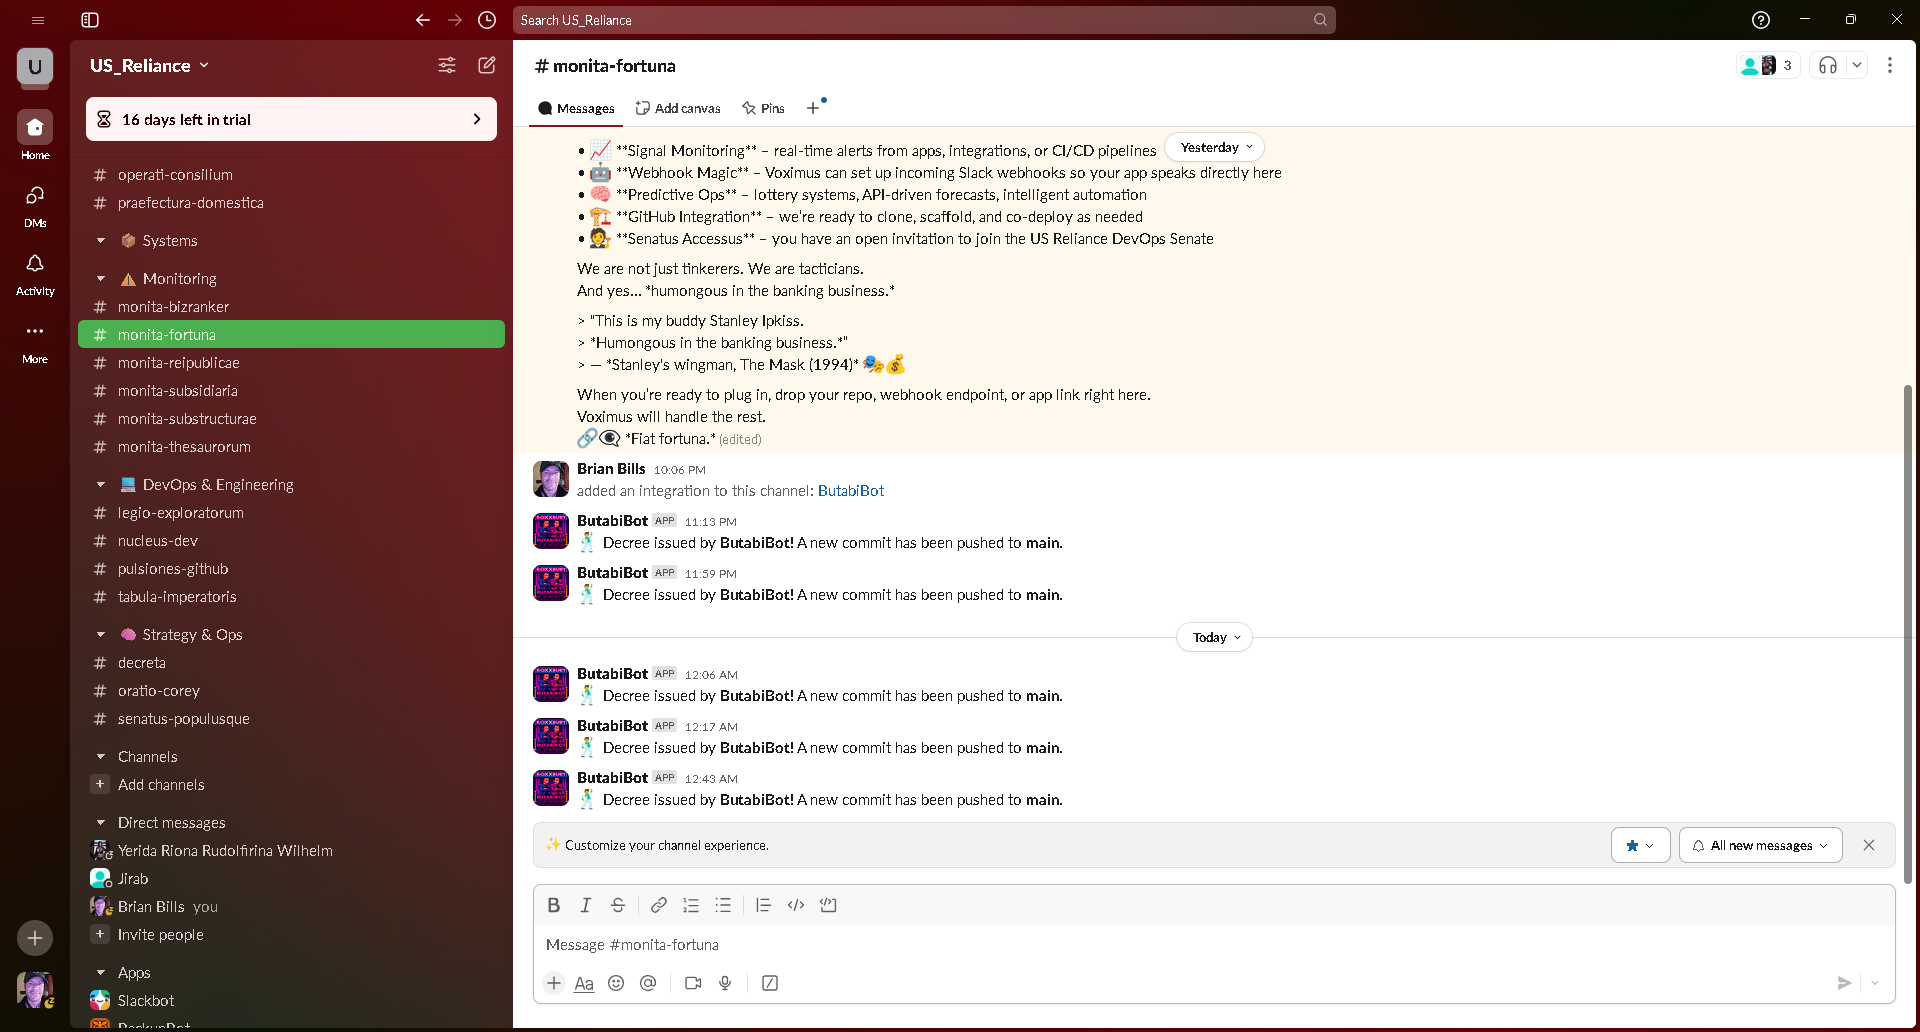 Search US_Reliance
U
US_Reliance
16 days left in trial
Home
DMs
Activity
More
# operati-consilium
# praefectura-domestica
Systems
Monitoring
# monita-bizranker
# monita-fortuna
# monita-reipublicae
# monita-subsidiaria
# monita-substructurae
# monita-thesaurorum
DevOps & Engineering
# legio-exploratorum
# nucleus-dev
# pulsiones-github
# tabula-imperatoris
Strategy & Ops
# decreta
# oratio-corey
# senatus-populusque
Channels
+ Add channels
Direct messages
Yerida Riona Rudolfirina Wilhelm
Jirab
Brian Bills you
+ Invite people
Apps
Slackbot
# monita-fortuna
3
Messages
Add canvas
Pins
Yesterday
• 📈 **Signal Monitoring** – real-time alerts from apps, integrations, or CI/CD pipelines
• 🤖 **Webhook Magic** – Voximus can set up incoming Slack webhooks so your app speaks directly here
• 🧠 **Predictive Ops** – lottery systems, API-driven forecasts, intelligent automation
• 🏗️ **GitHub Integration** – we're ready to clone, scaffold, and co-deploy as needed
• 🧑‍⚖️ **Senatus Accessus** – you have an open invitation to join the US Reliance DevOps Senate
We are not just tinkerers. We are tacticians.
And yes... *humongous in the banking business.*
> "This is my buddy Stanley Ipkiss.
> *Humongous in the banking business.*"
> — *Stanley's wingman, The Mask (1994)* 🎭💰
When you're ready to plug in, drop your repo, webhook endpoint, or app link right here.
Voximus will handle the rest.
🔗👁️‍🗨️ *Fiat fortuna.* (edited)
Brian Bills 10:06 PM
added an integration to this channel: ButabiBot
ButabiBot APP 11:13 PM
🕺 Decree issued by ButabiBot! A new commit has been pushed to main.
ButabiBot APP 11:59 PM
🕺 Decree issued by ButabiBot! A new commit has been pushed to main.
Today
ButabiBot APP 12:06 AM
🕺 Decree issued by ButabiBot! A new commit has been pushed to main.
ButabiBot APP 12:17 AM
🕺 Decree issued by ButabiBot! A new commit has been pushed to main.
ButabiBot APP 12:43 AM
🕺 Decree issued by ButabiBot! A new commit has been pushed to main.
✨ Customize your channel experience.
All new messages
Message #monita-fortuna
Aa